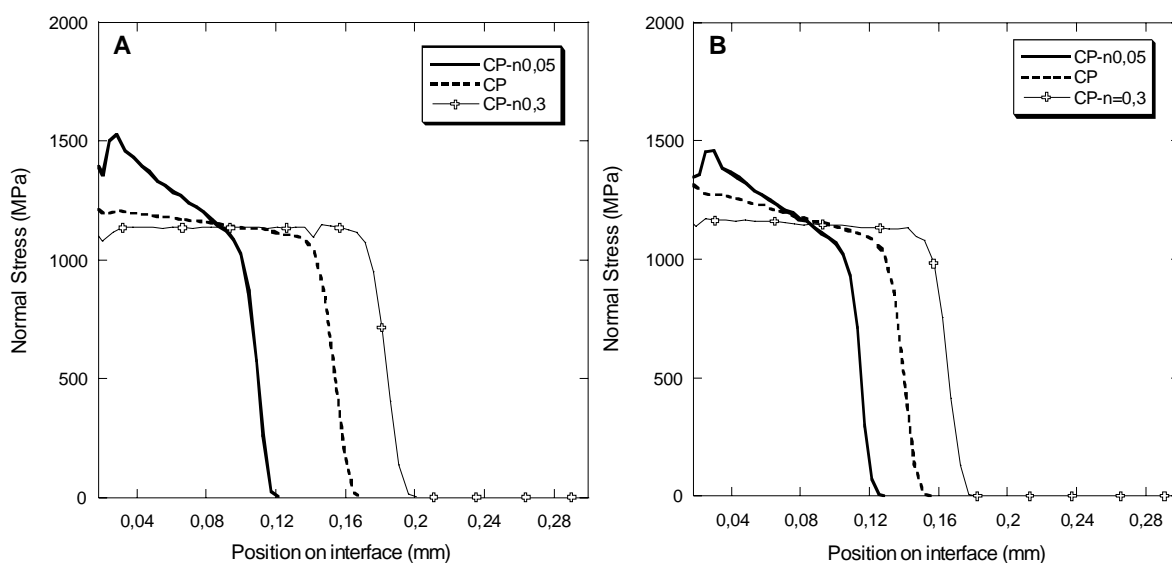 A
CP-n0,05
CP
CP-n0,3
2000
1500
1000
500
0
Normal Stress (MPa)
0,04 0,08 0,12 0,16 0,2 0,24 0,28
Position on interface (mm)
B
CP-n0,05
CP
CP-n=0,3
2000
1500
1000
500
0
Normal Stress (MPa)
0,04 0,08 0,12 0,16 0,2 0,24 0,28
Position on interface (mm)